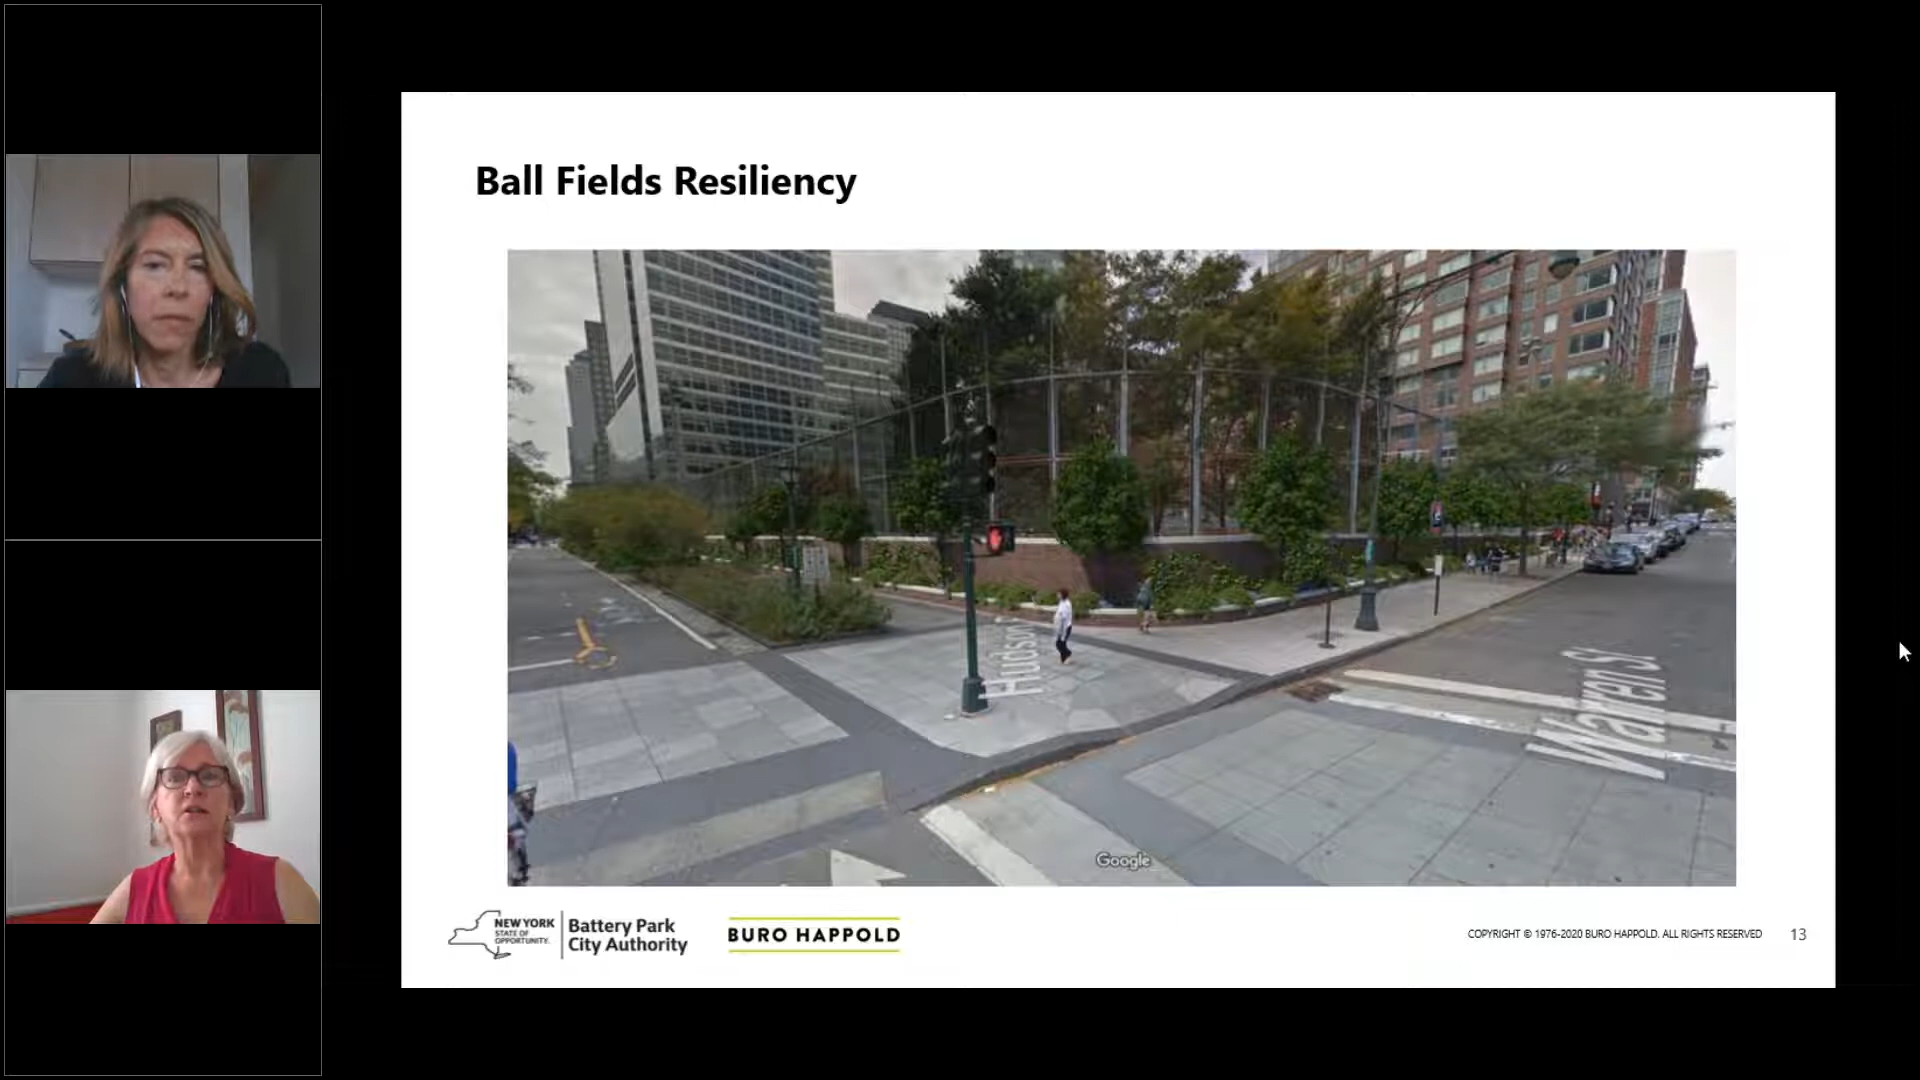 Ball Fields Resiliency
Hudson
Warren St
Google
NEW YORK
STATE OF
OPPORTUNITY.
Battery Park
City Authority
BURO HAPPOLD
COPYRIGHT © 1976-2020 BURO HAPPOLD. ALL RIGHTS RESERVED
13